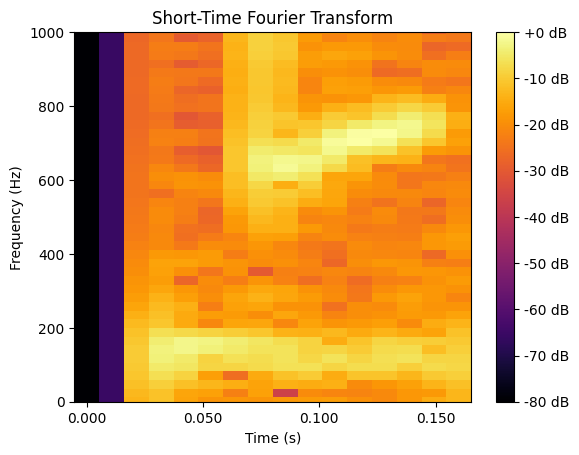 Short-Time Fourier Transform
1000
800
600
400
200
0
Frequency (Hz)
0.000
0.050
0.100
0.150
Time (s)
+0 dB
-10 dB
-20 dB
-30 dB
-40 dB
-50 dB
-60 dB
-70 dB
-80 dB